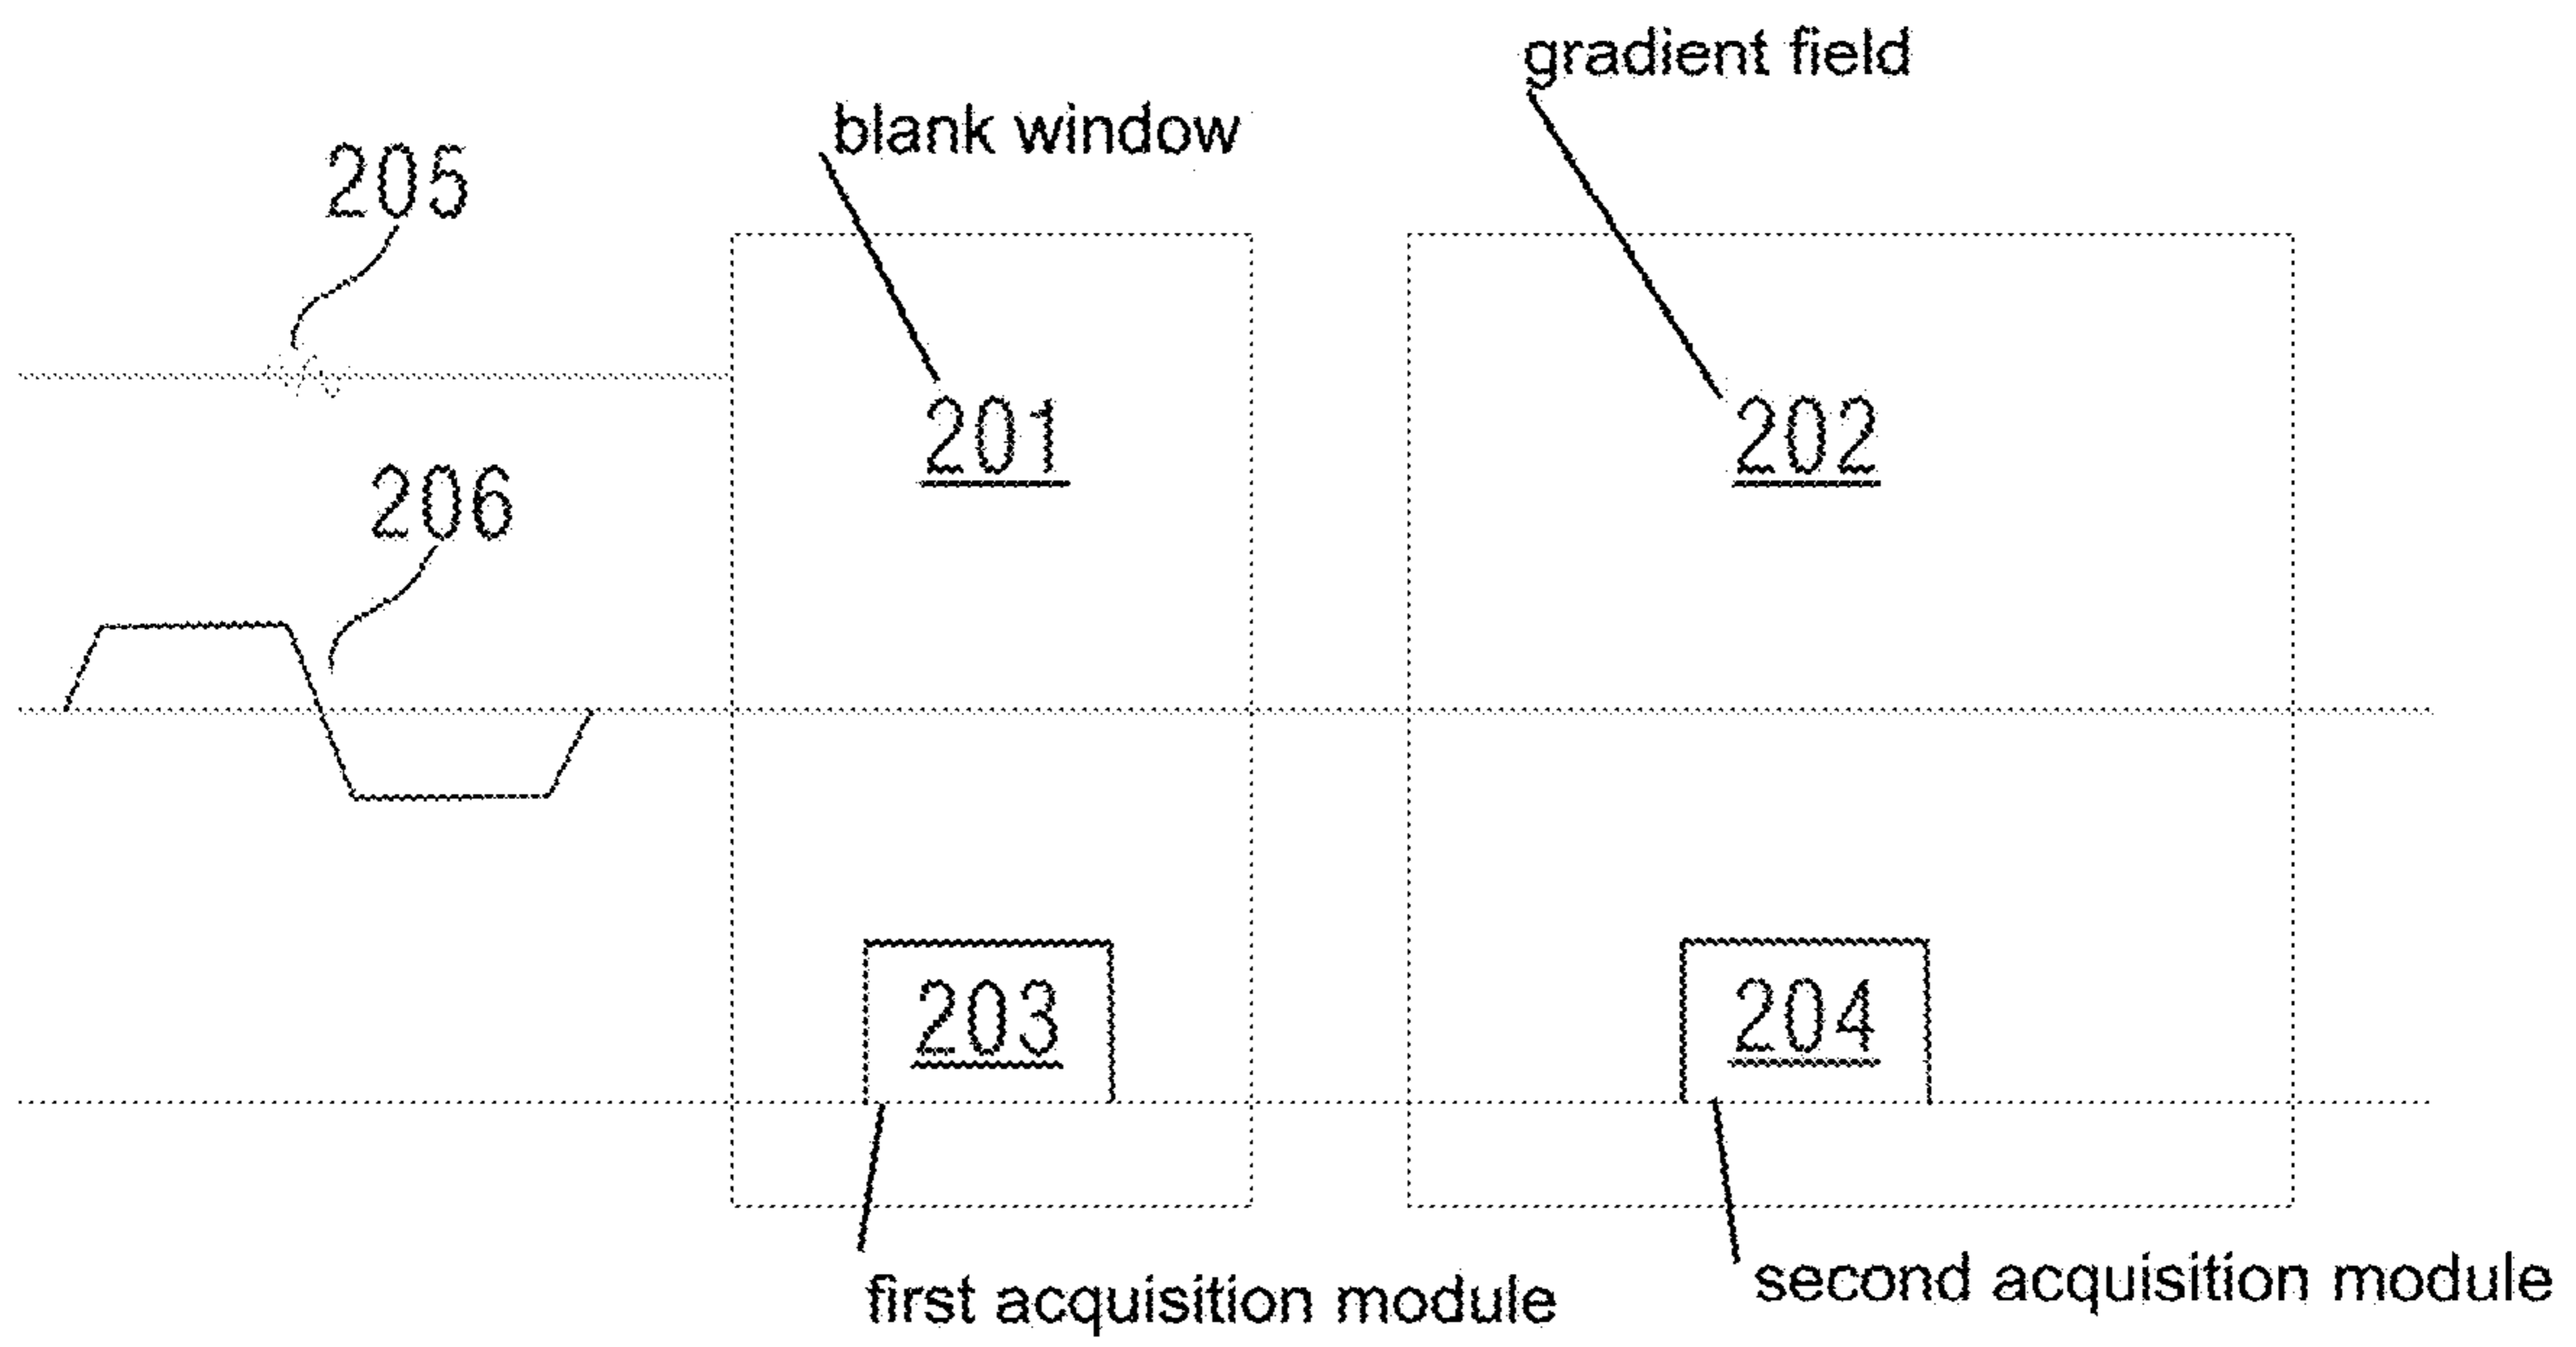 gradient field
blank window
205
201
202
206
203
204
first acquisition module
second acquisition module